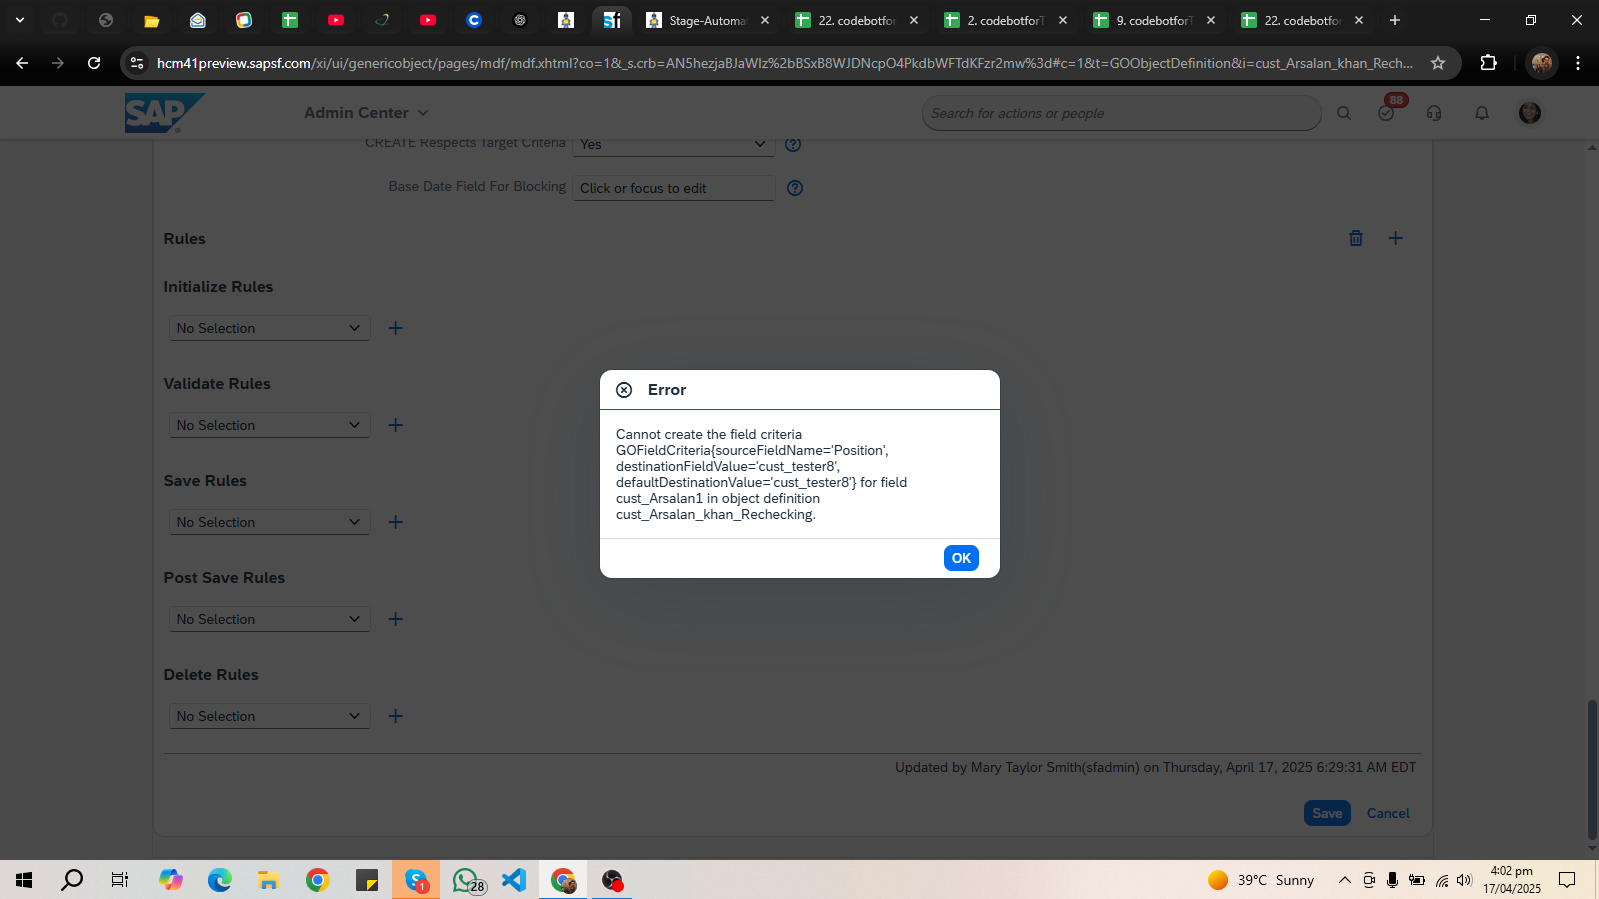 Stage-Automa
22. codebotfor
2. codebotforT
9. codebotforT
22. codebotfor
hcm41preview.sapsf.com/xi/ui/genericobject/pages/mdf/mdf.xhtml?co=1&_s.crb=AN5hezjaBJaWIz%2bBSxB8WJDNcpO4PkdbWFTdKFzr2mw%3d#c=1&t=GOObjectDefinition&i=cust_Arsalan_khan_Rech...
SAP
Admin Center
Search for actions or people
88
CREATE Respects Target Criteria
Yes
Base Date Field For Blocking
Click or focus to edit
Rules
Initialize Rules
No Selection
Validate Rules
No Selection
Save Rules
No Selection
Post Save Rules
No Selection
Delete Rules
No Selection
Error
Cannot create the field criteria
GOFieldCriteria{sourceFieldName='Position',
destinationFieldValue='cust_tester8',
defaultDestinationValue='cust_tester8'} for field
cust_Arsalan1 in object definition
cust_Arsalan_khan_Rechecking.
OK
Updated by Mary Taylor Smith(sfadmin) on Thursday, April 17, 2025 6:29:31 AM EDT
Save
Cancel
1
28
39°C Sunny
4:02 pm
17/04/2025